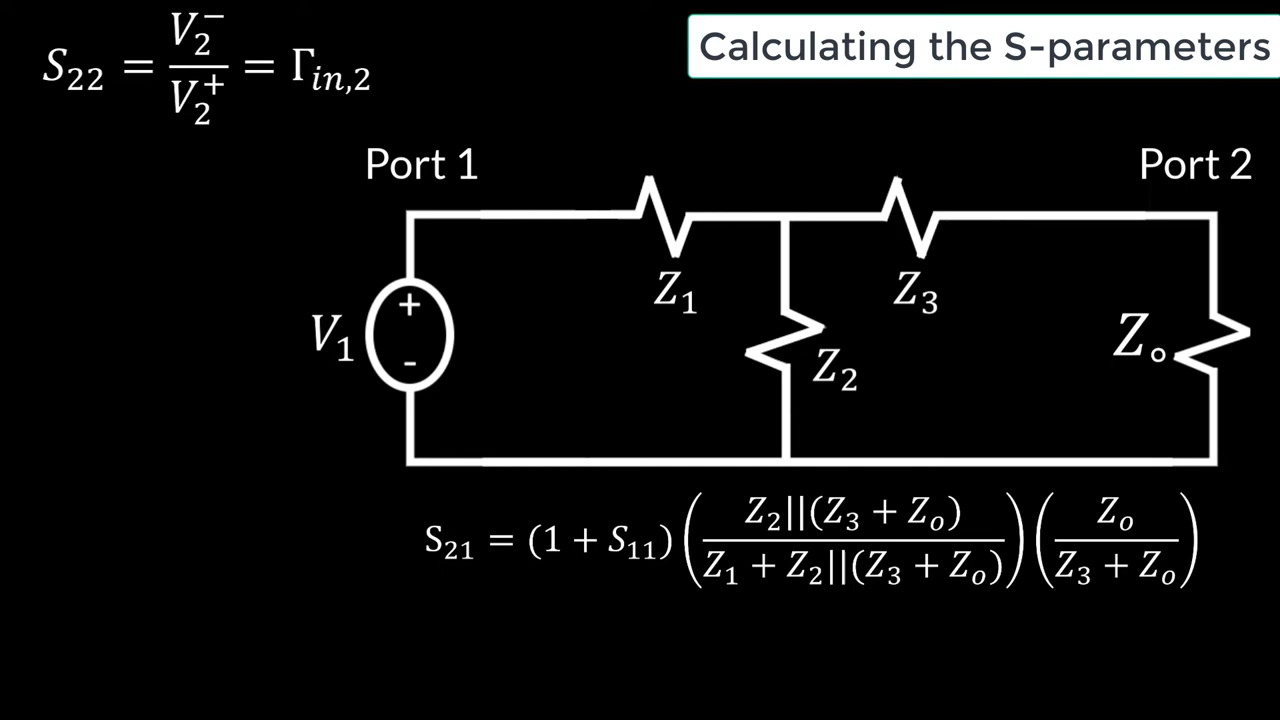 Calculating the S-parameters
S₂₂ = V₂⁻ / V₂⁺ = Γᵢₙ,₂
Port 1
Port 2
Z₁
Z₃
V₁
+
-
Z₂
Zₒ
S₂₁ = (1 + S₁₁) (Z₂||(Z₃ + Zₒ) / Z₁ + Z₂||(Z₃ + Zₒ)) (Zₒ / Z₃ + Zₒ)